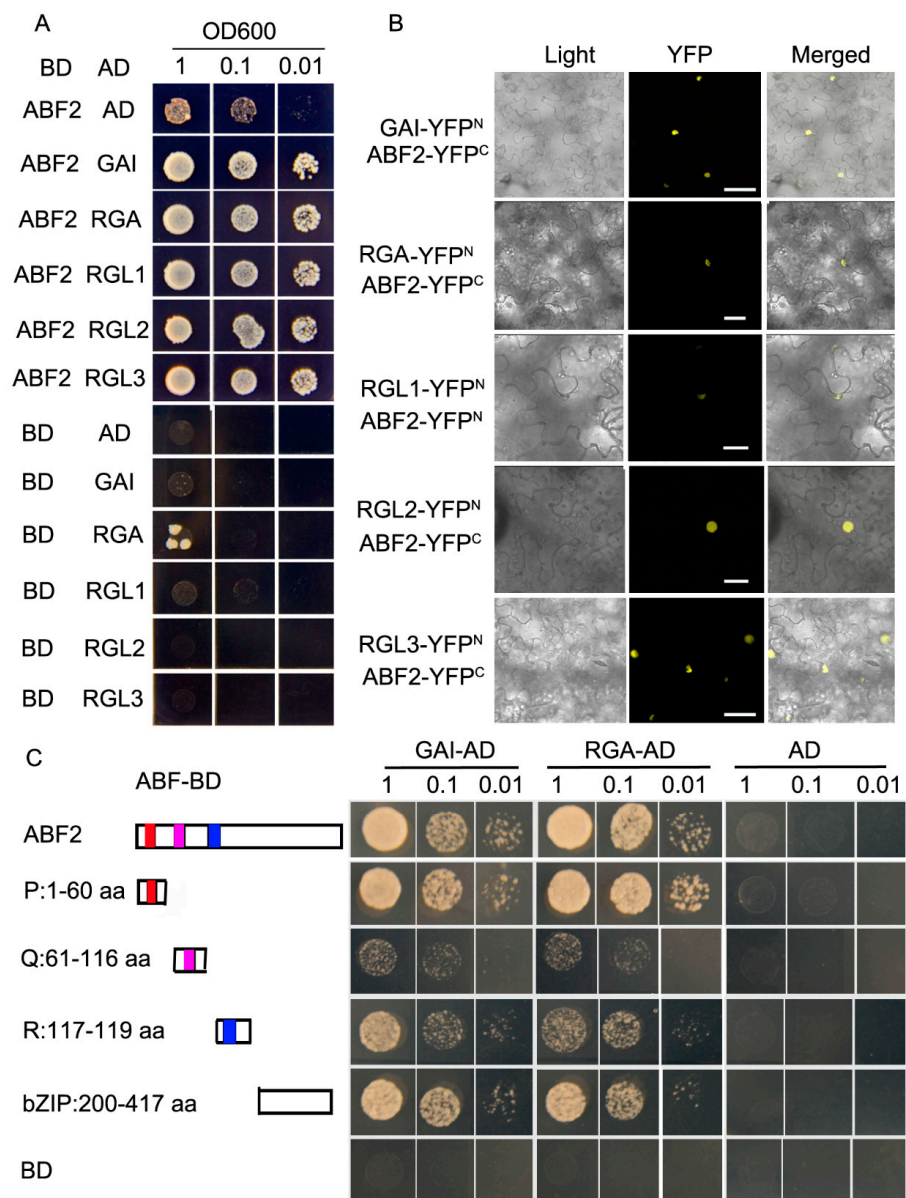 A
OD600
BD AD 1 0.1 0.01
ABF2 AD
ABF2 GAI
ABF2 RGA
ABF2 RGL1
ABF2 RGL2
ABF2 RGL3
BD AD
BD GAI
BD RGA
BD RGL1
BD RGL2
BD RGL3
B
Light YFP Merged
GAI-YFPᴺ
ABF2-YFPᶜ
RGA-YFPᴺ
ABF2-YFPᶜ
RGL1-YFPᴺ
ABF2-YFPᴺ
RGL2-YFPᴺ
ABF2-YFPᶜ
RGL3-YFPᴺ
ABF2-YFPᶜ
C
GAI-AD RGA-AD AD
ABF-BD 1 0.1 0.01 1 0.1 0.01 1 0.1 0.01
ABF2
P:1-60 aa
Q:61-116 aa
R:117-119 aa
bZIP:200-417 aa
BD